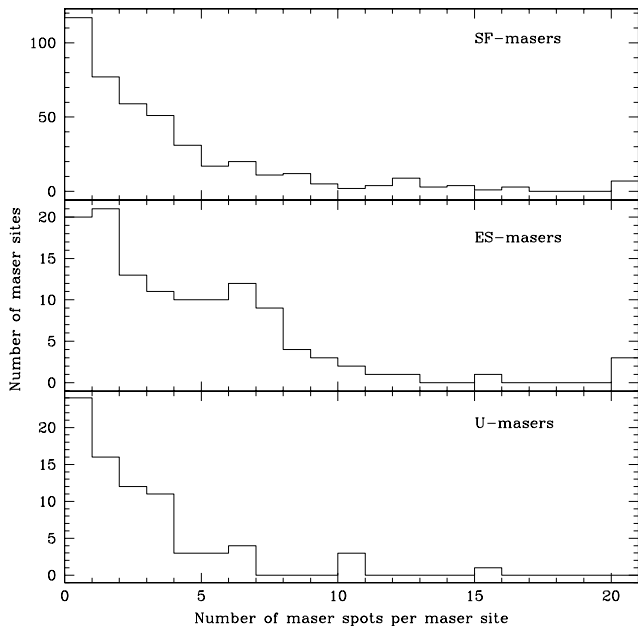 100
50
0
SF-masers
20
15
10
5
0
ES-masers
20
15
10
5
0
U-masers
0 5 10 15 20
Number of maser sites
Number of maser spots per maser site